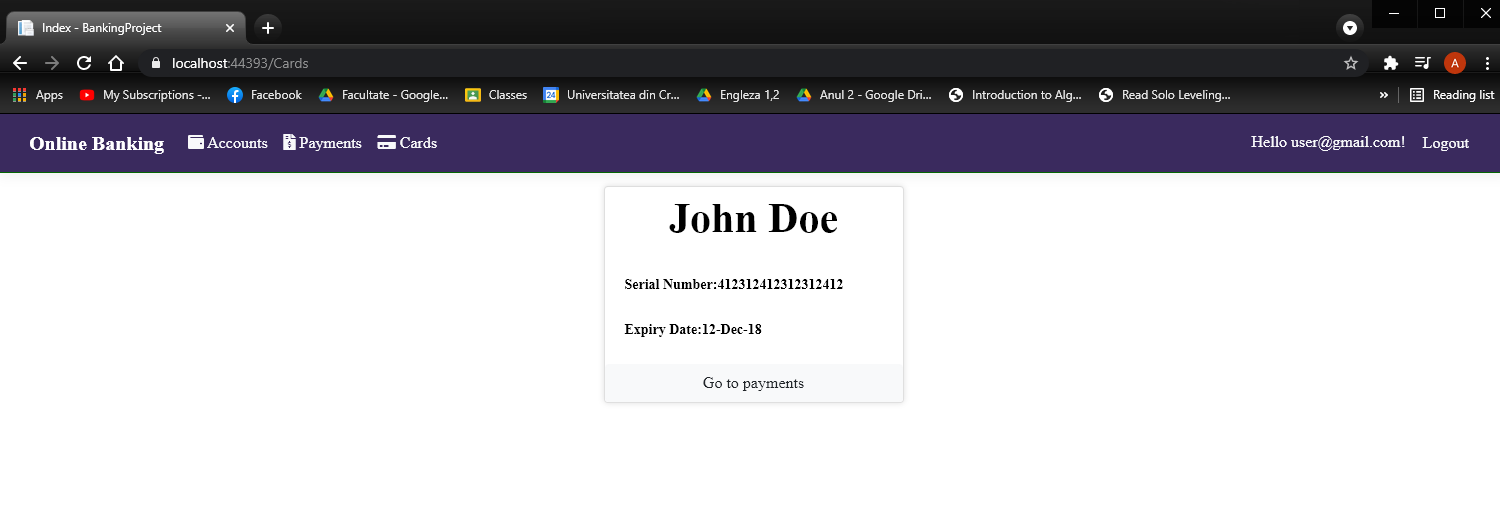 Index - BankingProject
localhost:44393/Cards
A
Apps My Subscriptions -... Facebook Facultate - Google... Classes 24 Universitatea din Cr... Engleza 1,2 Anul 2 - Google Dri... Introduction to Alg... Read Solo Leveling... » Reading list
Online Banking Accounts Payments Cards Hello user@gmail.com! Logout
John Doe
Serial Number:412312412312312412
Expiry Date:12-Dec-18
Go to payments